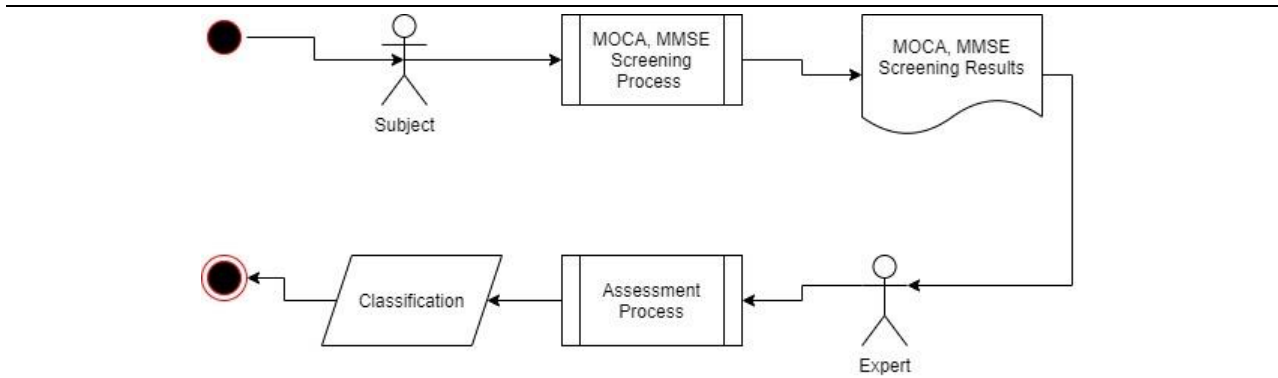 MOCA, MMSE
Screening
Process
MOCA, MMSE
Screening Results
Subject
Classification
Assessment
Process
Expert